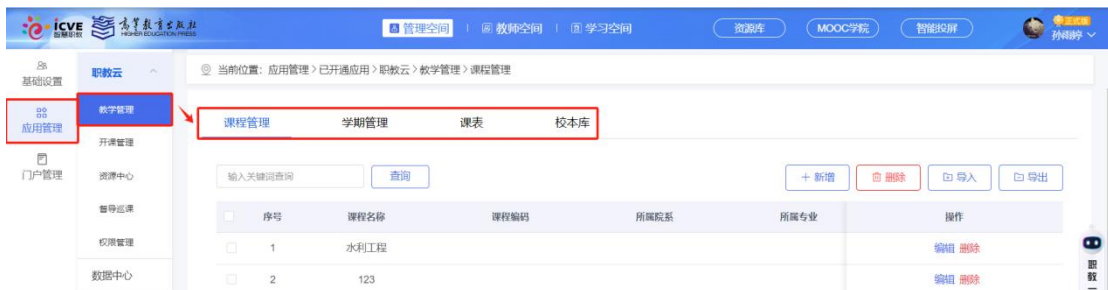 icve 智慧职教 高等教育出版社 HIGHER EDUCATION PRESS 管理空间 教师空间 学习空间 资源库 MOOC学院 智能投屏 正式版 孙翊婷
基础设置
应用管理
门户管理
职教云
教学管理
开课管理
资源中心
督导巡课
权限管理
数据中心
当前位置：应用管理>已开通应用>职教云>教学管理>课程管理
课程管理 学期管理 课表 校本库
输入关键词查询 查询 + 新增 删除 导入 导出
序号 课程名称 课程编码 所属院系 所属专业 操作
1 水利工程 编辑 删除
2 123 编辑 删除
职教一